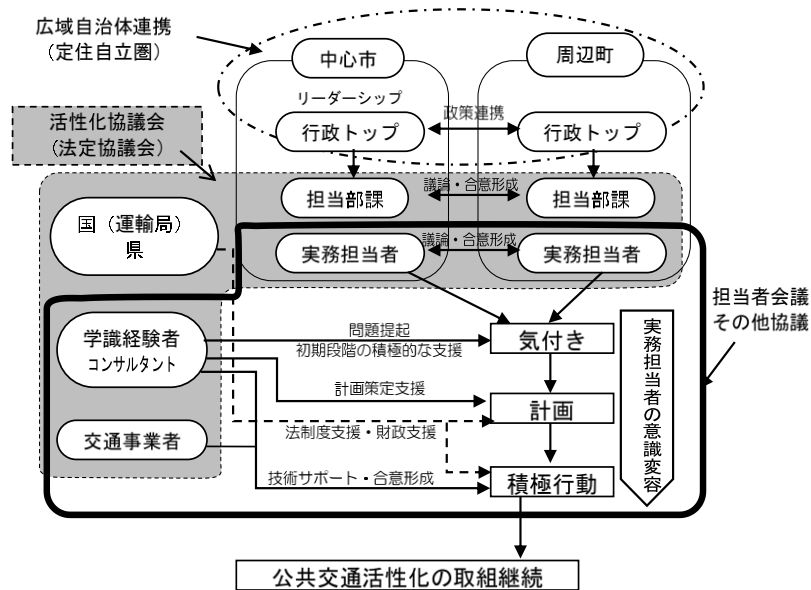 広域自治体連携
(定住自立圏)
中心市
周辺町
リーダーシップ
政策連携
行政トップ
行政トップ
活性化協議会
(法定協議会)
担当部課
議論・合意形成
担当部課
国（運輸局）
県
実務担当者
議論・合意形成
実務担当者
担当者会議
その他協議
学識経験者
コンサルタント
問題提起
初期段階の積極的な支援
気付き
実務担当者の意識変容
計画策定支援
計画
交通事業者
法制度支援・財政支援
技術サポート・合意形成
積極行動
公共交通活性化の取組継続